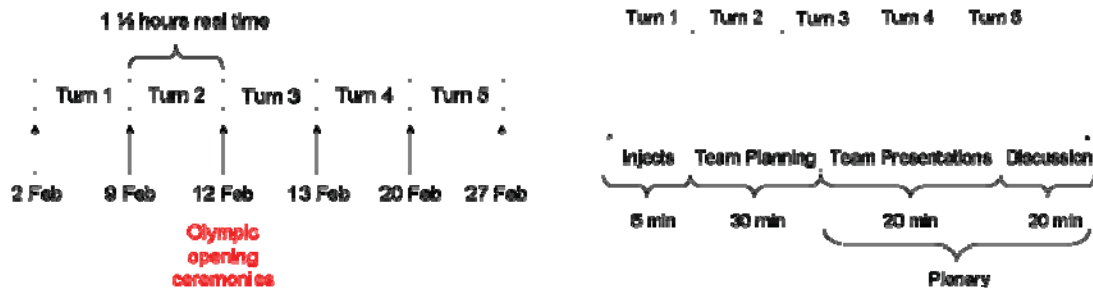 1 ¼ hours real time
Turn 1 Turn 2 Turn 3 Turn 4 Turn 5
2 Feb 9 Feb 12 Feb 13 Feb 20 Feb 27 Feb
Olympic
opening
ceremonies
Turn 1 Turn 2 Turn 3 Turn 4 Turn 5
Injects Team Planning Team Presentations Discussion
5 min 30 min 20 min 20 min
Plenary